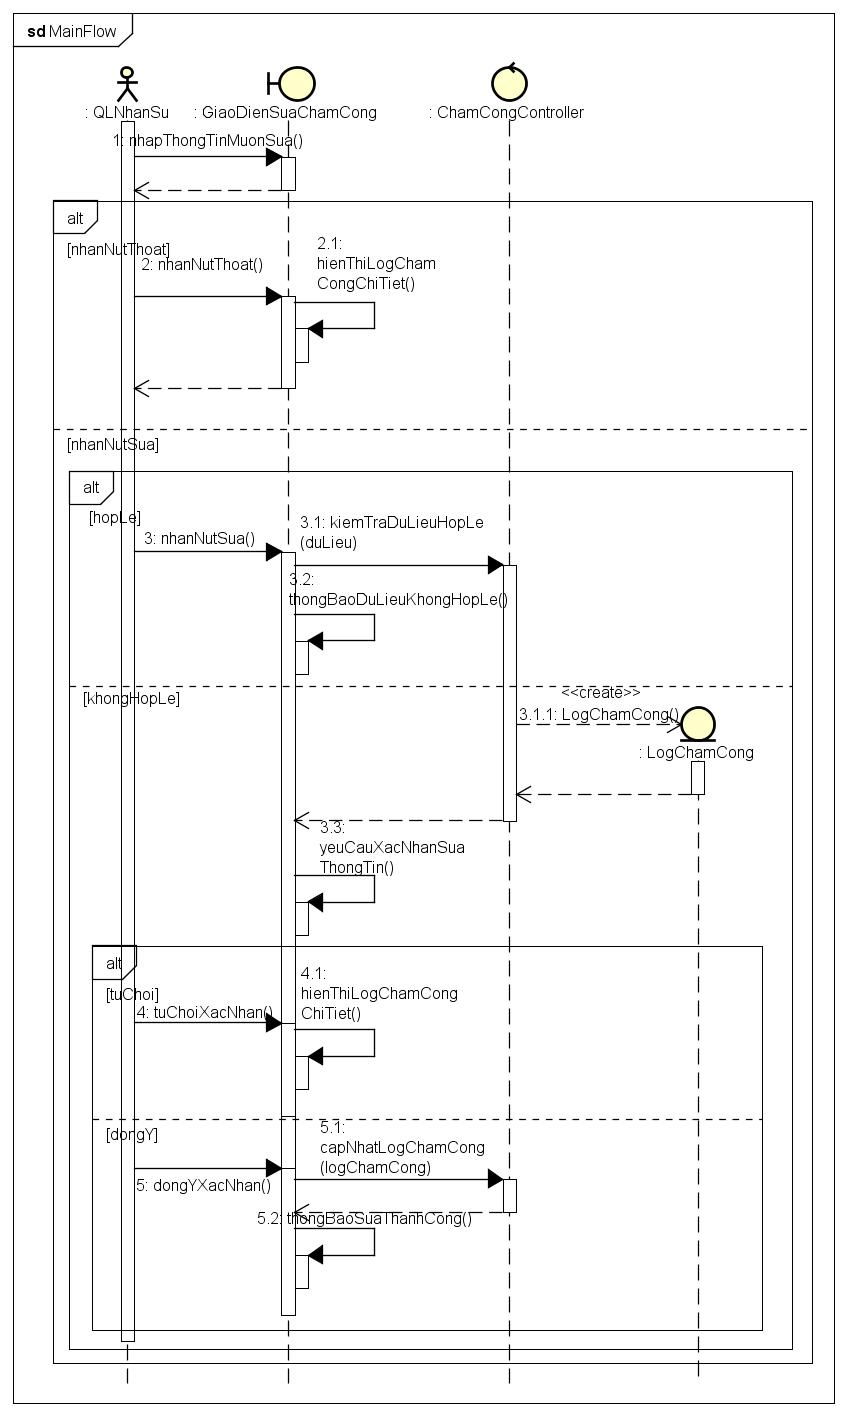 sd MainFlow
: QLNhanSu
: GiaoDienSuaChamCong
: ChamCongController
1: nhapThongTinMuonSua()
alt
[nhanNutThoat]
2: nhanNutThoat()
2.1:
hienThiLogCham
CongChiTiet()
[nhanNutSua]
alt
[hopLe]
3: nhanNutSua()
3.1: kiemTraDuLieuHopLe
(duLieu)
3.2:
thongBaoDuLieuKhongHopLe()
[khongHopLe]
<<create>>
3.1.1: LogChamCong()
: LogChamCong
3.3:
yeuCauXacNhanSua
ThongTin()
alt
[tuChoi]
4: tuChoiXacNhan()
4.1:
hienThiLogChamCong
ChiTiet()
[dongY]
5.1:
capNhatLogChamCong
(logChamCong)
5: dongYXacNhan()
5.2: thongBaoSuaThanhCong()